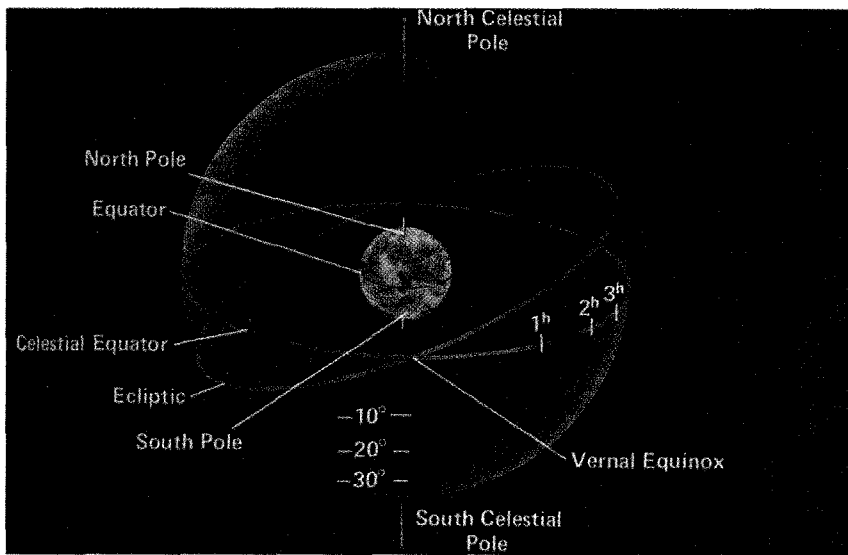 North Celestial
Pole
North Pole
Equator
3ʰ
2ʰ
1ʰ
Celestial Equator
Ecliptic
South Pole
−10°
−20°
−30°
Vernal Equinox
South Celestial
Pole